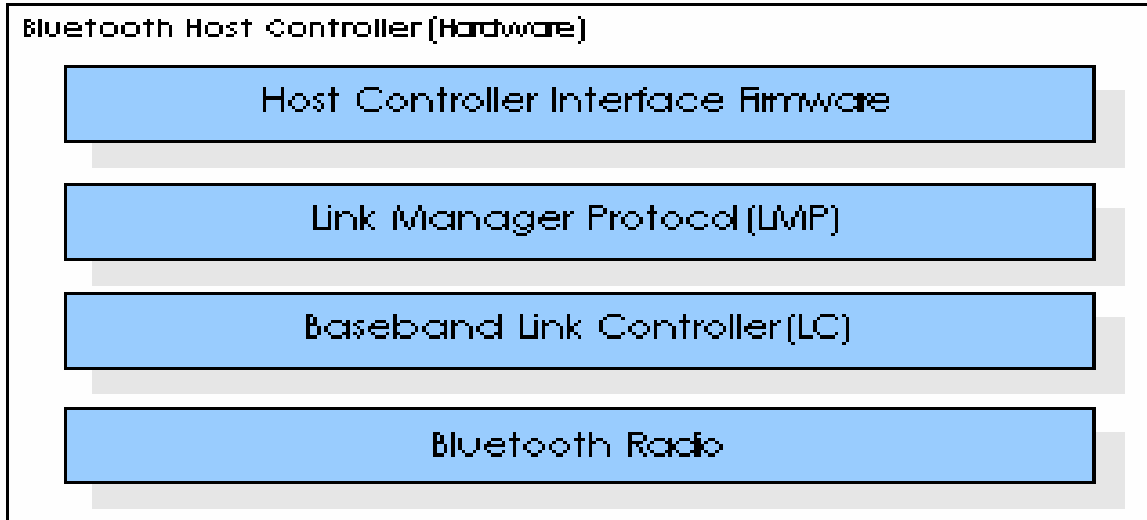 Bluetooth Host Controller (Hardware)
Host Controller Interface Firmware
Link Manager Protocol (LMP)
Baseband Link Controller (LC)
Bluetooth Radio